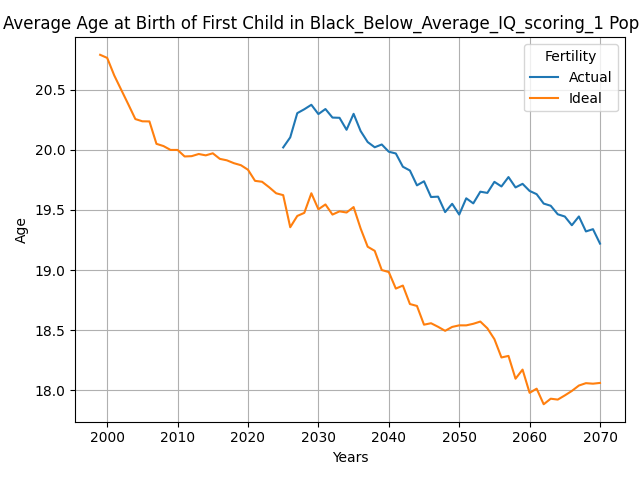 Average Age at Birth of First Child in Black_Below_Average_IQ_scoring_1 Pop
Fertility
Actual
Ideal
20.5
20.0
19.5
19.0
18.5
18.0
Age
2000 2010 2020 2030 2040 2050 2060 2070
Years